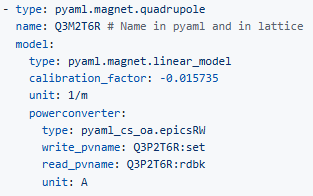 - type: pyaml.magnet.quadrupole
  name: Q3M2T6R # Name in pyaml and in lattice
  model:
    type: pyaml.magnet.linear_model
    calibration_factor: -0.015735
    unit: 1/m
    powerconverter:
      type: pyaml_cs_oa.epicsRW
      write_pvname: Q3P2T6R:set
      read_pvname: Q3P2T6R:rdbk
      unit: A